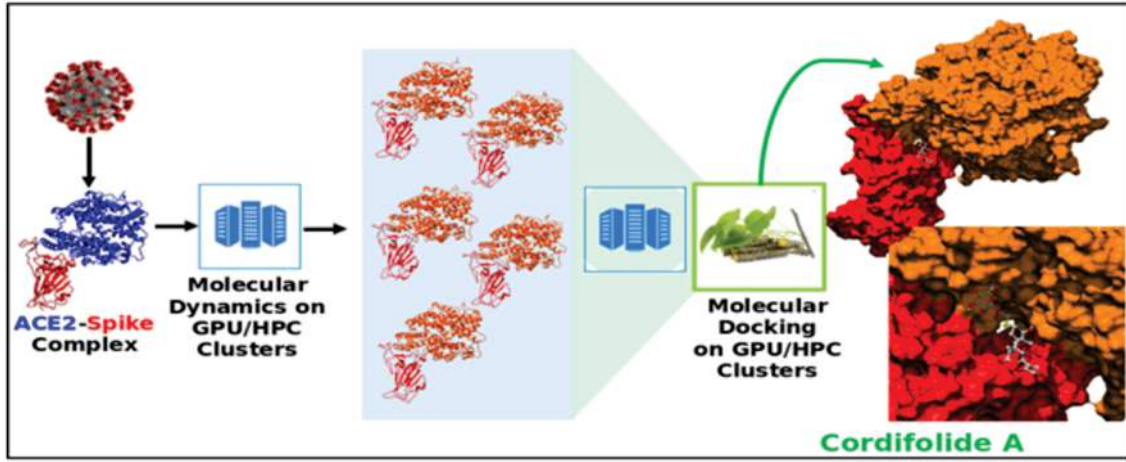 ACE2-Spike
Complex
Molecular
Dynamics on
GPU/HPC
Clusters
Molecular
Docking
on GPU/HPC
Clusters
Cordifolide A